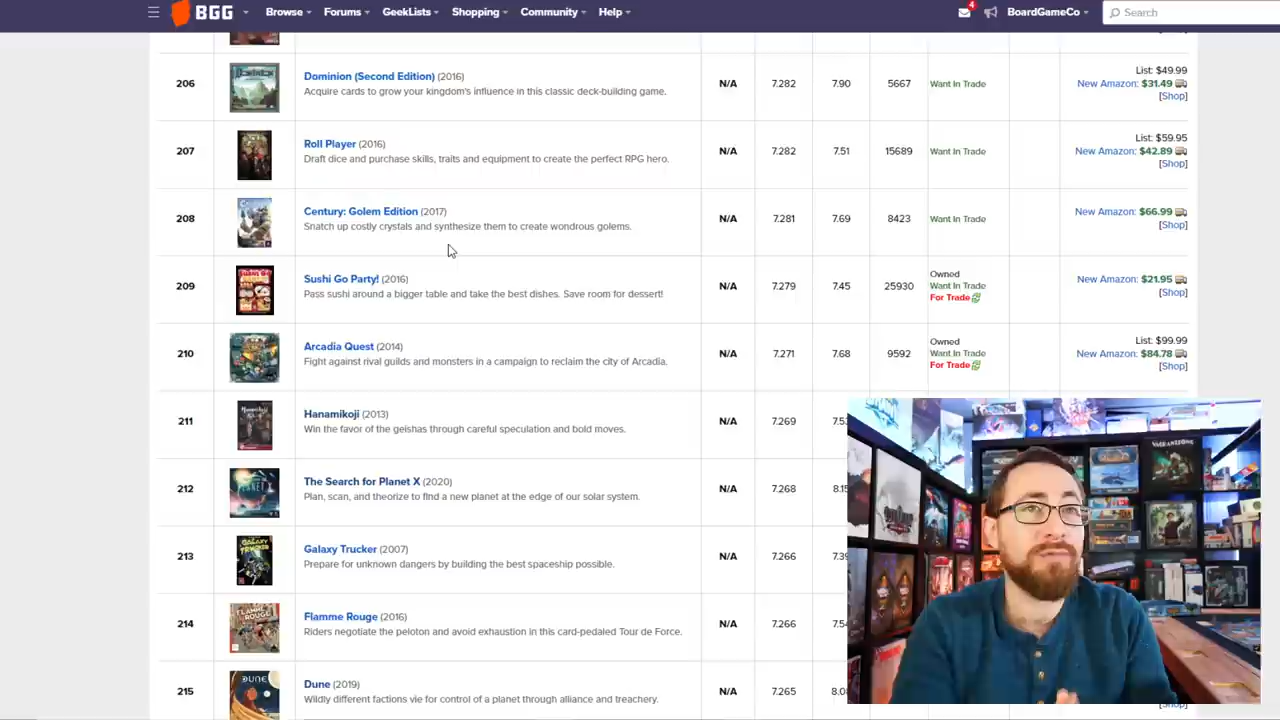 BGG Browse Forums GeekLists Shopping Community Help 4 BoardGameCo Search
206 Dominion (Second Edition) (2016) N/A 7.282 7.90 5667 Want In Trade List: $49.99
Acquire cards to grow your kingdom's influence in this classic deck-building game. New Amazon: $31.49
[Shop]
207 Roll Player (2016) N/A 7.282 7.51 15689 Want In Trade List: $59.95
Draft dice and purchase skills, traits and equipment to create the perfect RPG hero. New Amazon: $42.89
[Shop]
208 Century: Golem Edition (2017) N/A 7.281 7.69 8423 Want In Trade New Amazon: $66.99
Snatch up costly crystals and synthesize them to create wondrous golems. [Shop]
209 Sushi Go Party! (2016) N/A 7.279 7.45 25930 Owned New Amazon: $21.95
Pass sushi around a bigger table and take the best dishes. Save room for dessert! Want In Trade [Shop]
For Trade
210 Arcadia Quest (2014) N/A 7.271 7.68 9592 Owned List: $99.99
Fight against rival guilds and monsters in a campaign to reclaim the city of Arcadia. Want In Trade New Amazon: $84.78
For Trade [Shop]
211 Hanamikoji (2013) N/A 7.269
Win the favor of the geishas through careful speculation and bold moves.
212 The Search for Planet X (2020) N/A 7.268 8.15
Plan, scan, and theorize to find a new planet at the edge of our solar system.
213 Galaxy Trucker (2007) N/A 7.266
Prepare for unknown dangers by building the best spaceship possible.
214 Flamme Rouge (2016) N/A 7.266
Riders negotiate the peloton and avoid exhaustion in this card-pedaled Tour de Force.
215 Dune (2019) N/A 7.265
Wildly different factions vie for control of a planet through alliance and treachery.